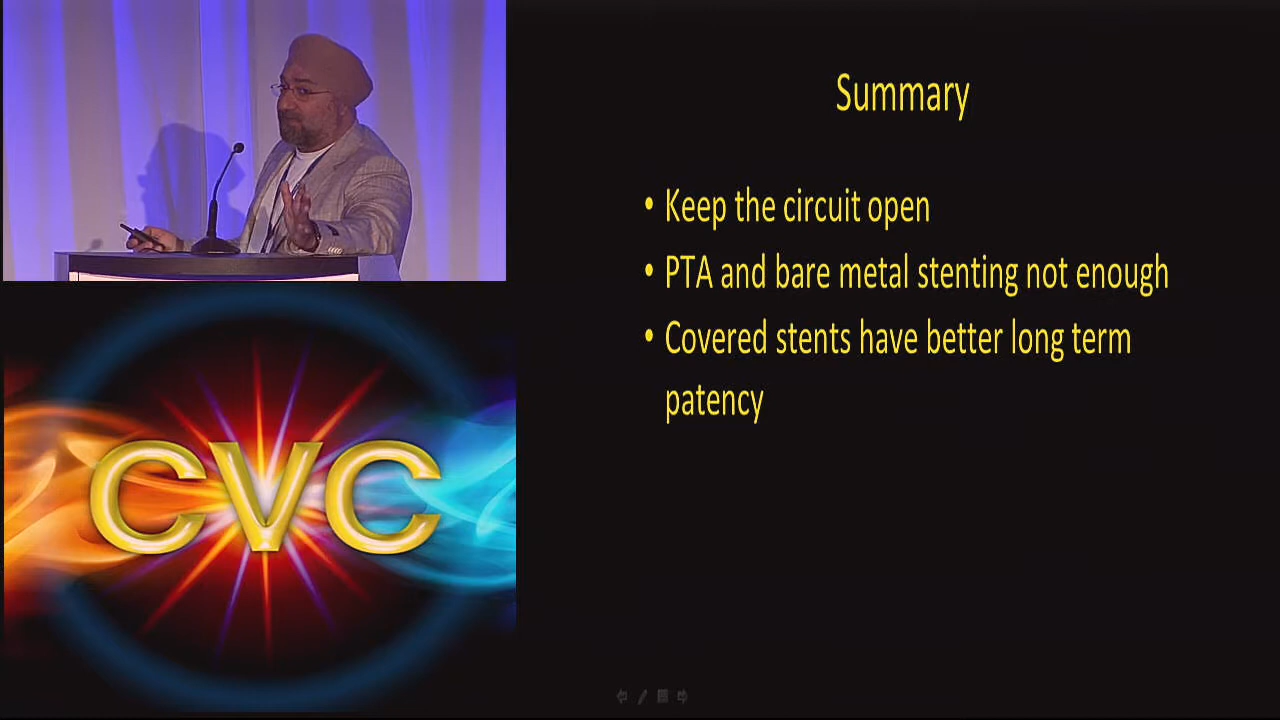 Summary
• Keep the circuit open
• PTA and bare metal stenting not enough
• Covered stents have better long term
patency
CVC